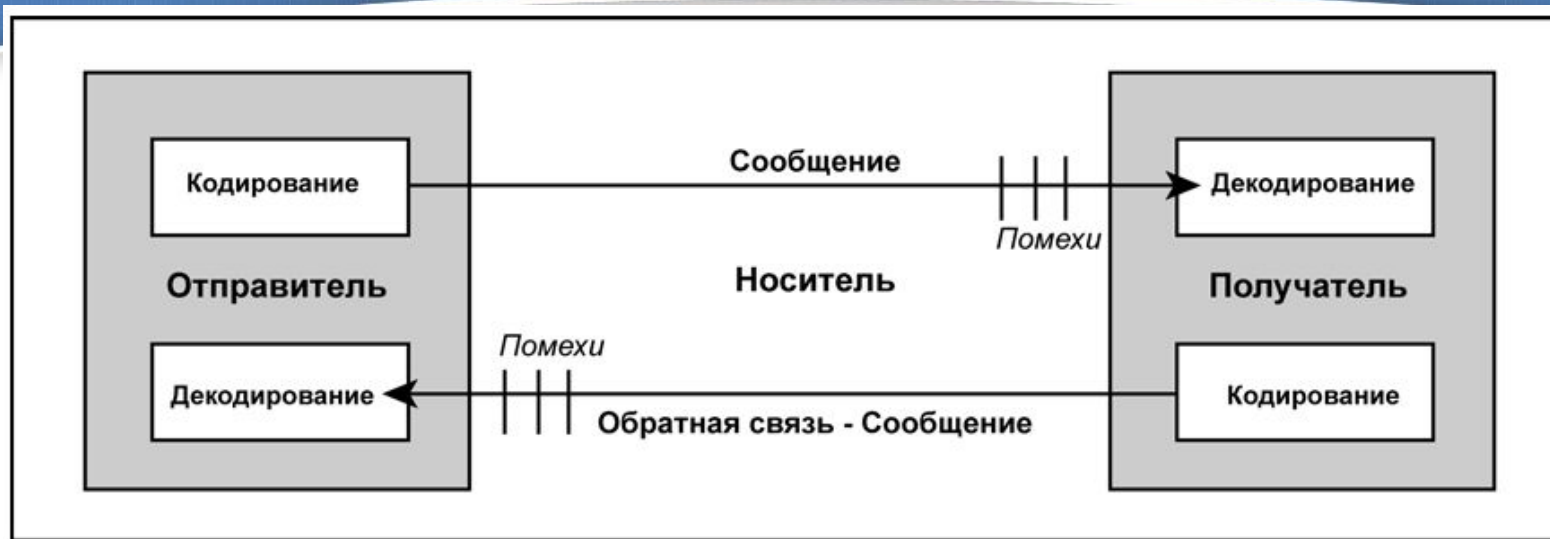 Сообщение
Кодирование
Декодирование
Помехи
Отправитель
Носитель
Получатель
Помехи
Декодирование
Кодирование
Обратная связь - Сообщение